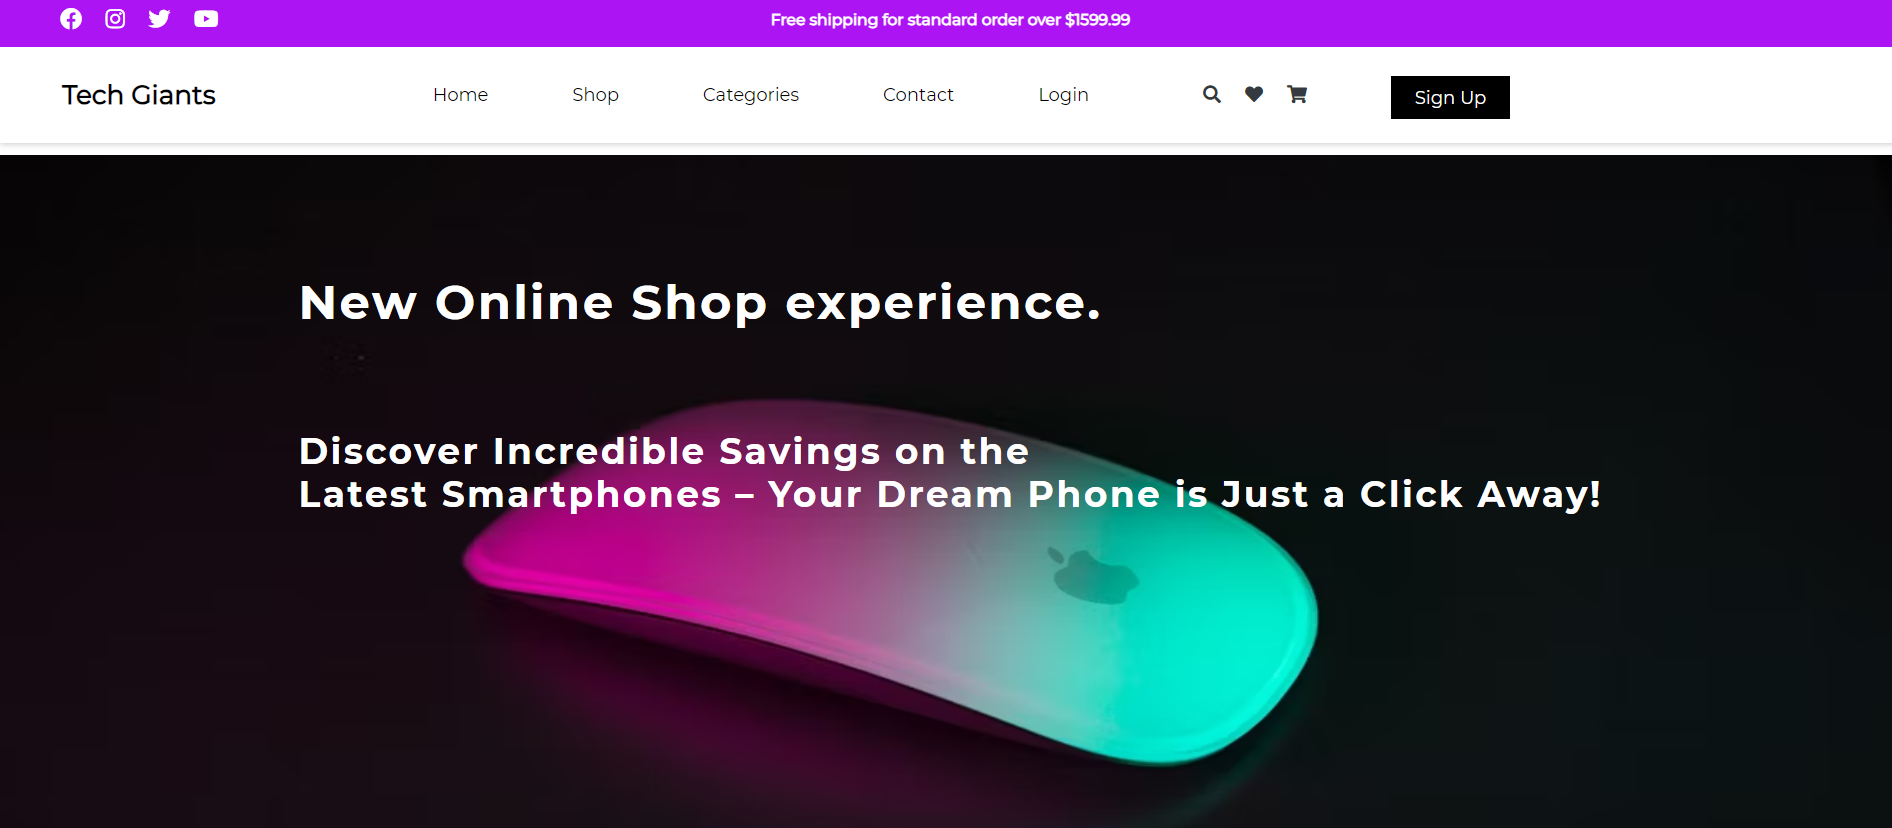 Free shipping for standard order over $1599.99
Tech Giants
Home
Shop
Categories
Contact
Login
Sign Up
New Online Shop experience.
Discover Incredible Savings on the
Latest Smartphones – Your Dream Phone is Just a Click Away!